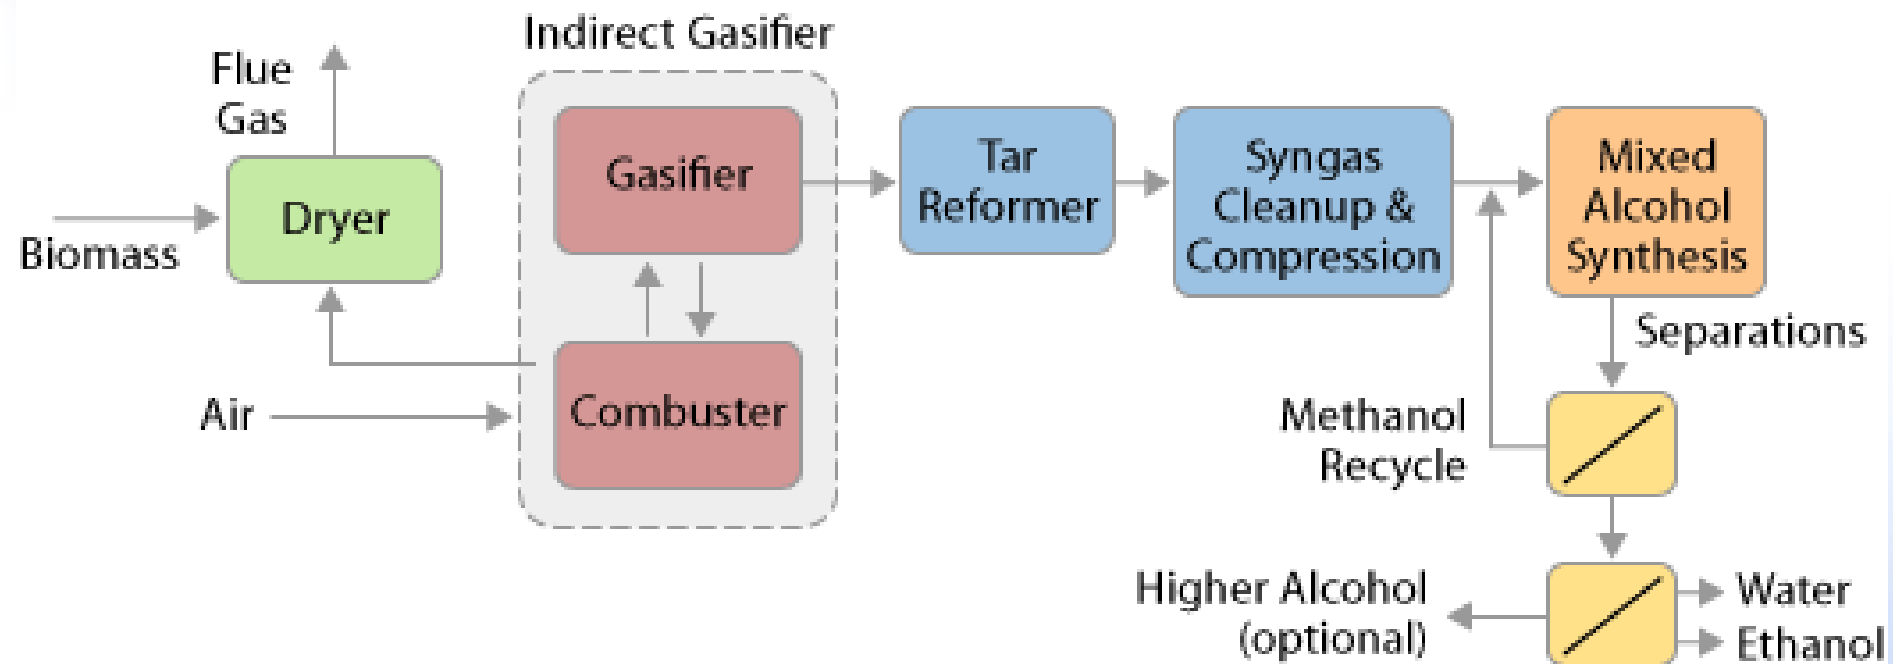 Indirect Gasifier
Flue
Gas
Gasifier
Tar
Reformer
Syngas
Cleanup &
Compression
Mixed
Alcohol
Synthesis
Dryer
Biomass
Separations
Air
Combuster
Methanol
Recycle
Higher Alcohol
(optional)
Water
Ethanol